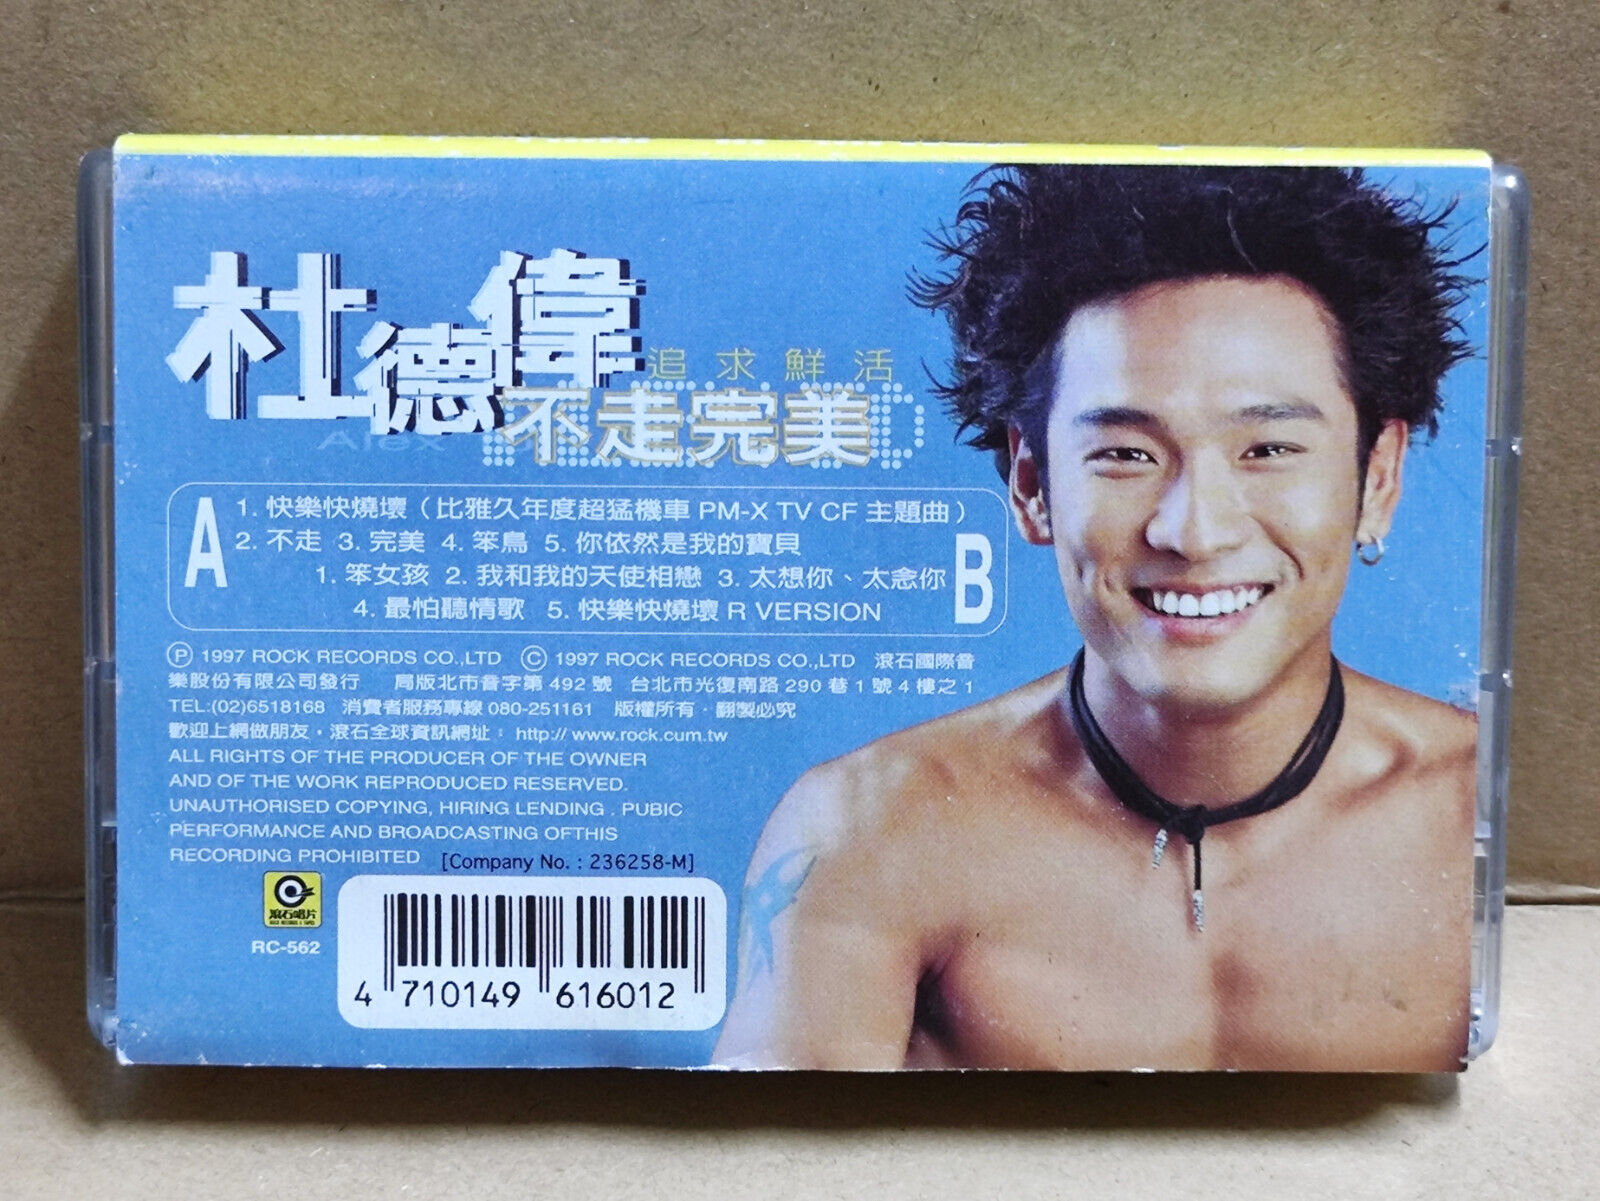 杜德偉
追求鮮活
Alex
不走完美
A
1. 快樂快燒壞（比雅久年度超猛機車 PM-X TV CF 主題曲）
2. 不走 3. 完美 4. 笨鳥 5. 你依然是我的寶貝
B
1. 笨女孩 2. 我和我的天使相戀 3. 太想你、太念你
4. 最怕聽情歌 5. 快樂快燒壞 R VERSION
Ⓟ 1997 ROCK RECORDS CO.,LTD Ⓒ 1997 ROCK RECORDS CO.,LTD 滾石國際音
樂股份有限公司發行 局版北市音字第 492 號 台北市光復南路 290 巷 1 號 4 樓之 1
TEL:(02)6518168 消費者服務專線 080-251161 版權所有・翻製必究
歡迎上網做朋友，滾石全球資訊網址： http:// www.rock.cum.tw
ALL RIGHTS OF THE PRODUCER OF THE OWNER
AND OF THE WORK REPRODUCED RESERVED.
UNAUTHORISED COPYING, HIRING LENDING . PUBIC
PERFORMANCE AND BROADCASTING OFTHIS
RECORDING PROHIBITED [Company No. : 236258-M]
滾石唱片
ROCK RECORDS & TAPES
RC-562
4 710149 616012